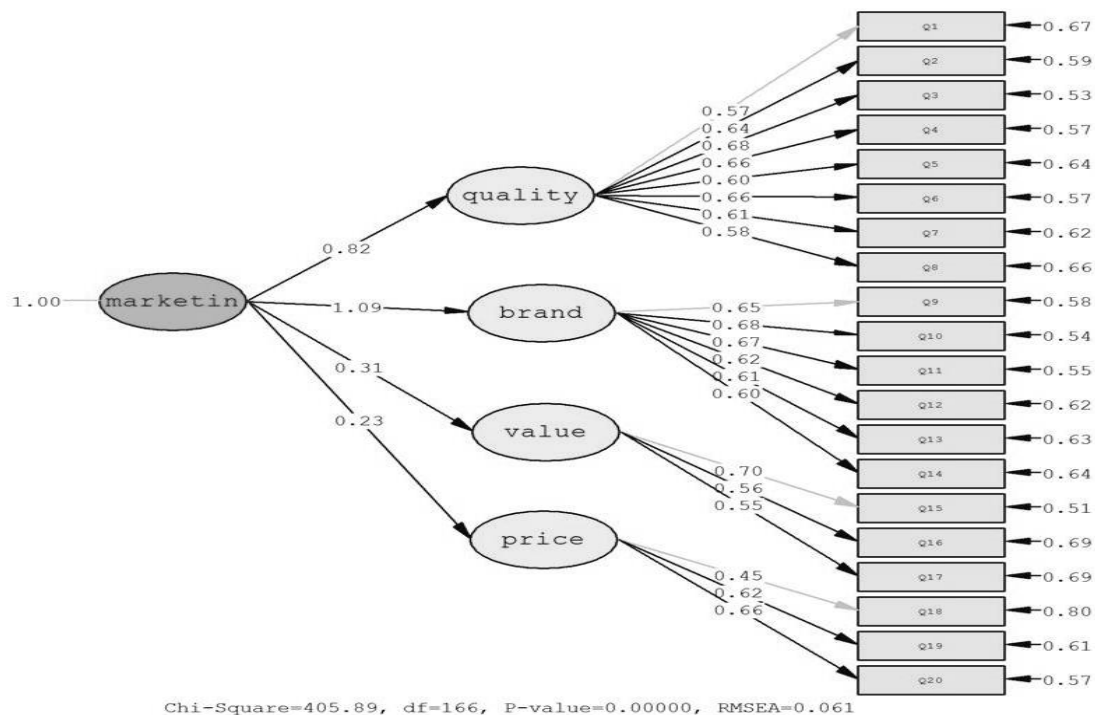 Q1
0.67
Q2
0.59
Q3
0.53
Q4
0.57
Q5
0.64
Q6
0.57
Q7
0.62
Q8
0.66
Q9
0.58
Q10
0.54
Q11
0.55
Q12
0.62
Q13
0.63
Q14
0.64
Q15
0.51
Q16
0.69
Q17
0.69
Q18
0.80
Q19
0.61
Q20
0.57
0.57
0.64
0.68
0.66
0.60
0.66
0.61
0.58
quality
0.82
1.00
marketin
1.09
brand
0.65
0.68
0.67
0.62
0.61
0.60
0.31
value
0.70
0.56
0.55
0.23
price
0.45
0.62
0.66
Chi-Square=405.89, df=166, P-value=0.00000, RMSEA=0.061